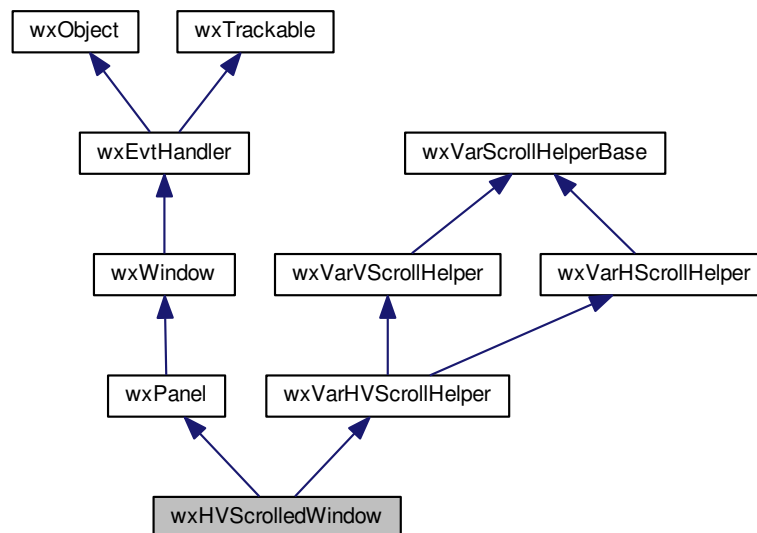 wxObject
wxTrackable
wxEvtHandler
wxVarScrollHelperBase
wxWindow
wxVarVScrollHelper
wxVarHScrollHelper
wxPanel
wxVarHVScrollHelper
wxHVScrolledWindow